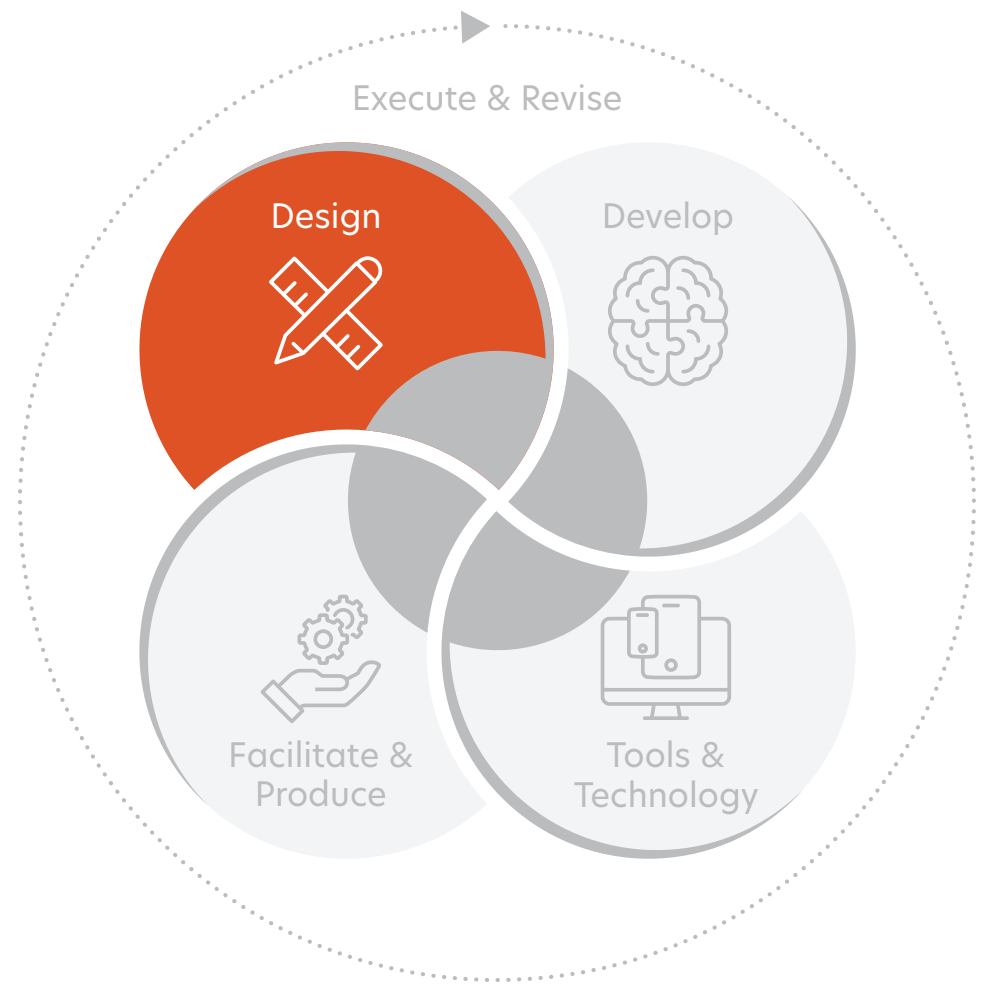 Execute & Revise
Design
Develop
Facilitate &
Produce
Tools &
Technology